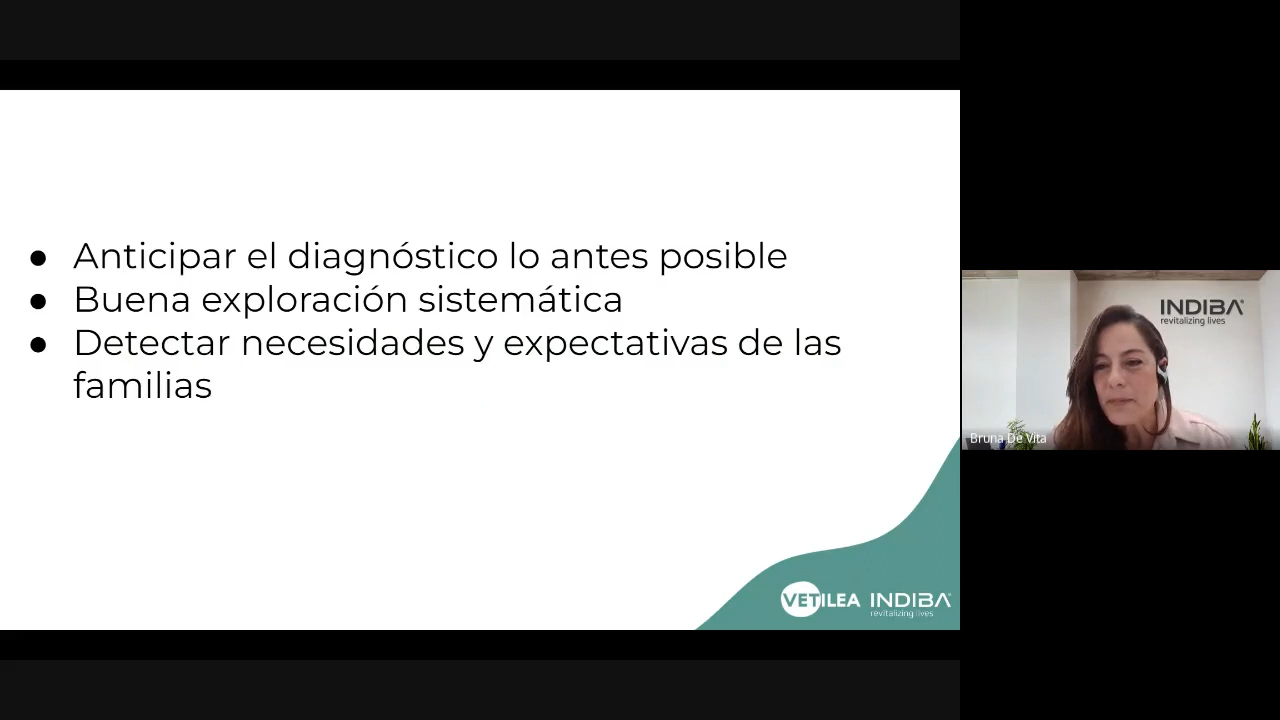 ● Anticipar el diagnóstico lo antes posible
● Buena exploración sistemática
● Detectar necesidades y expectativas de las
familias
VETILEA INDIBA®
revitalizing lives
INDIBA®
revitalizing lives
Bruna De Vita